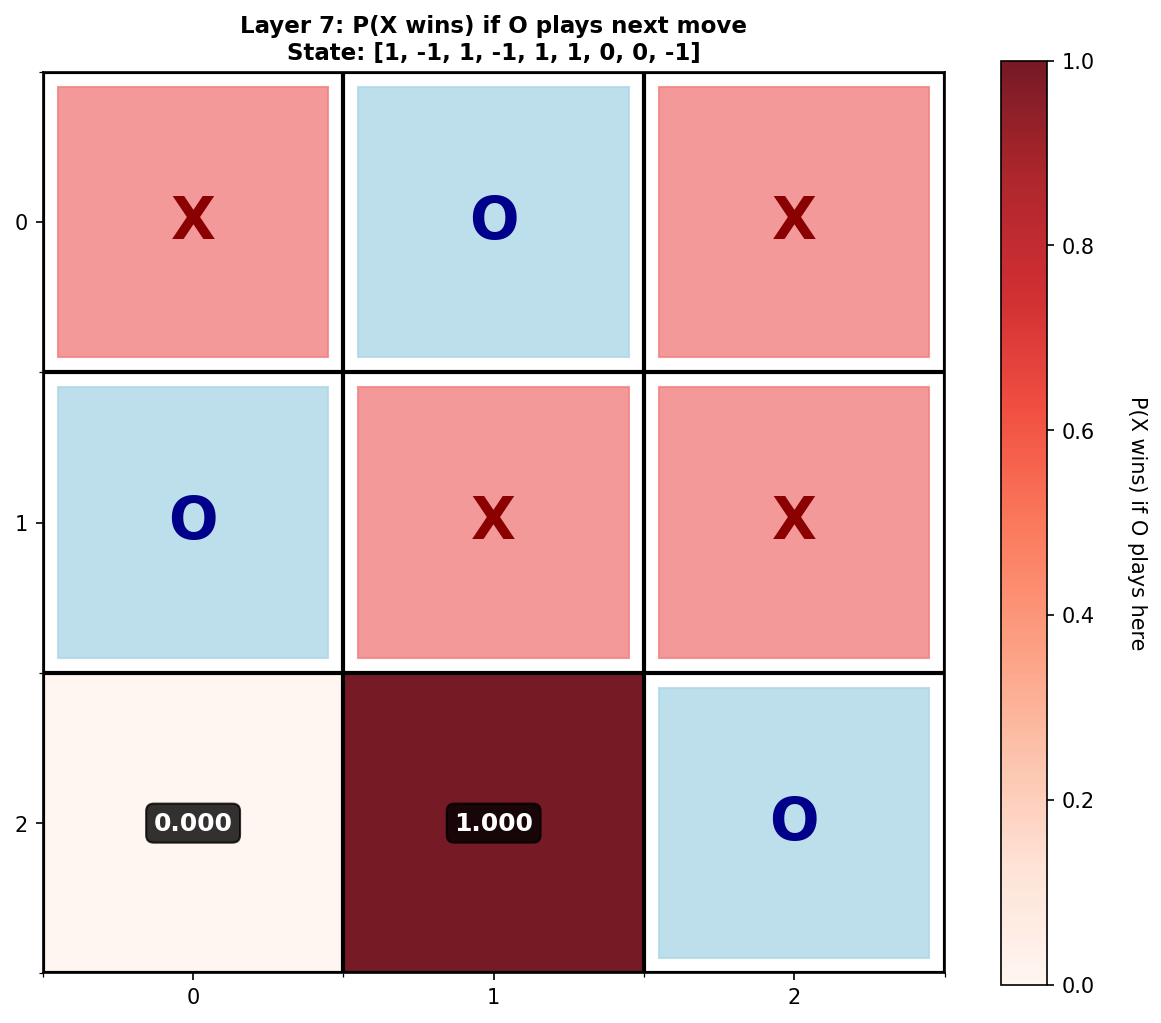 Layer 7: P(X wins) if O plays next move
State: [1, -1, 1, -1, 1, 1, 0, 0, -1]
X
O
X
O
X
X
0.000
1.000
O
0
1
2
0
1
2
1.0
0.8
0.6
0.4
0.2
0.0
P(X wins) if O plays here